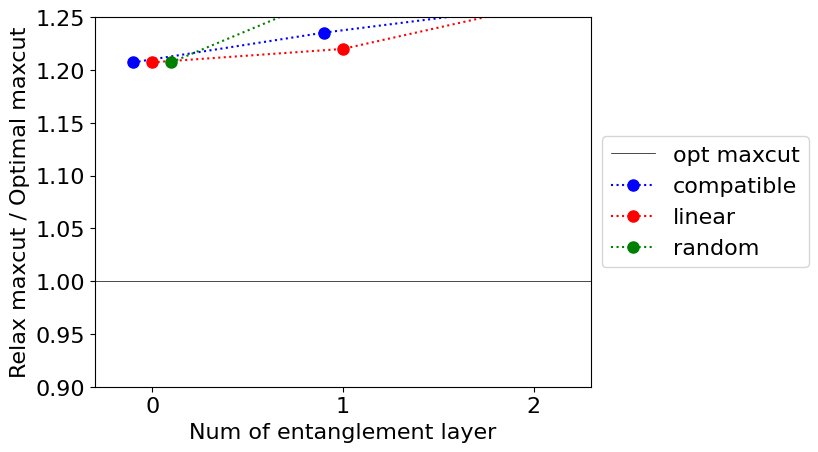 1.25
1.20
1.15
1.10
1.05
1.00
0.95
0.90
Relax maxcut / Optimal maxcut
0 1 2
Num of entanglement layer
opt maxcut
compatible
linear
random